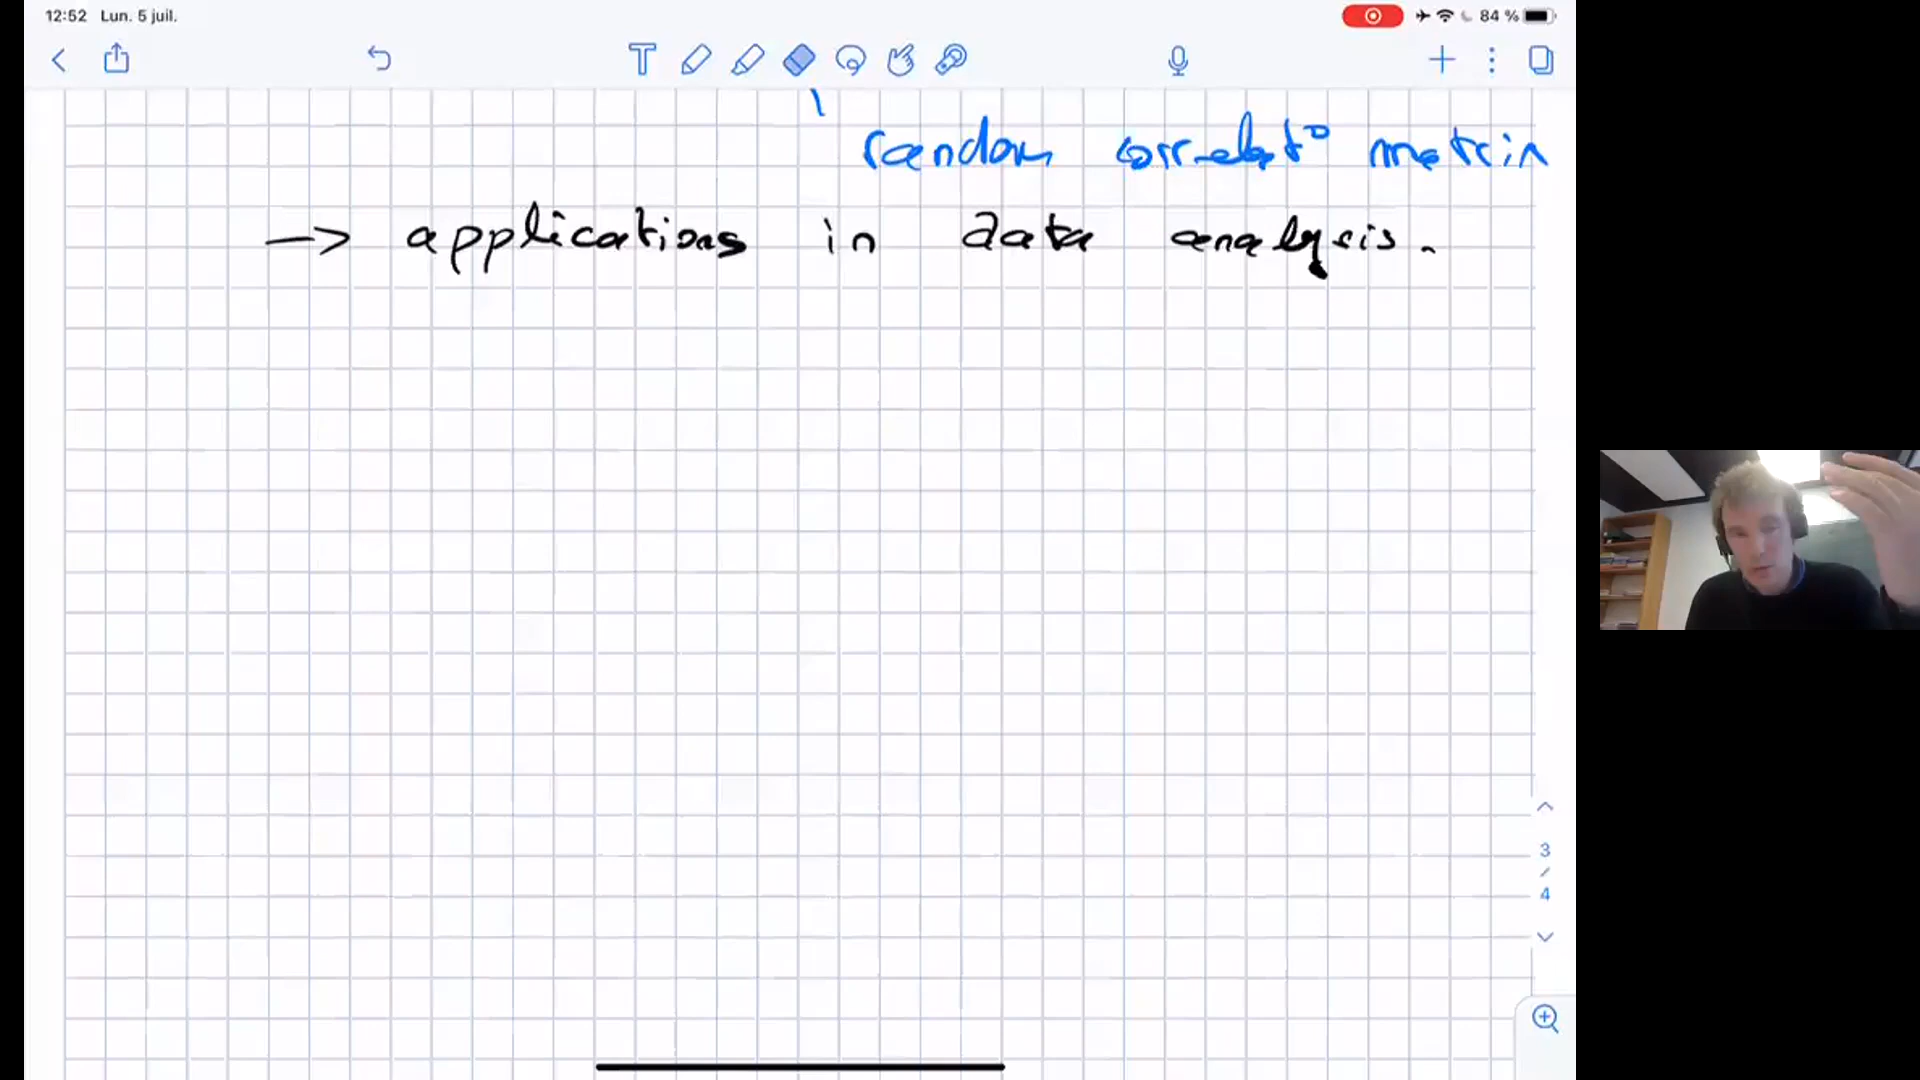 12:52 Lun. 5 juil.
84 %
random correlat° matrix
→ applications in data analysis.
3
/
4